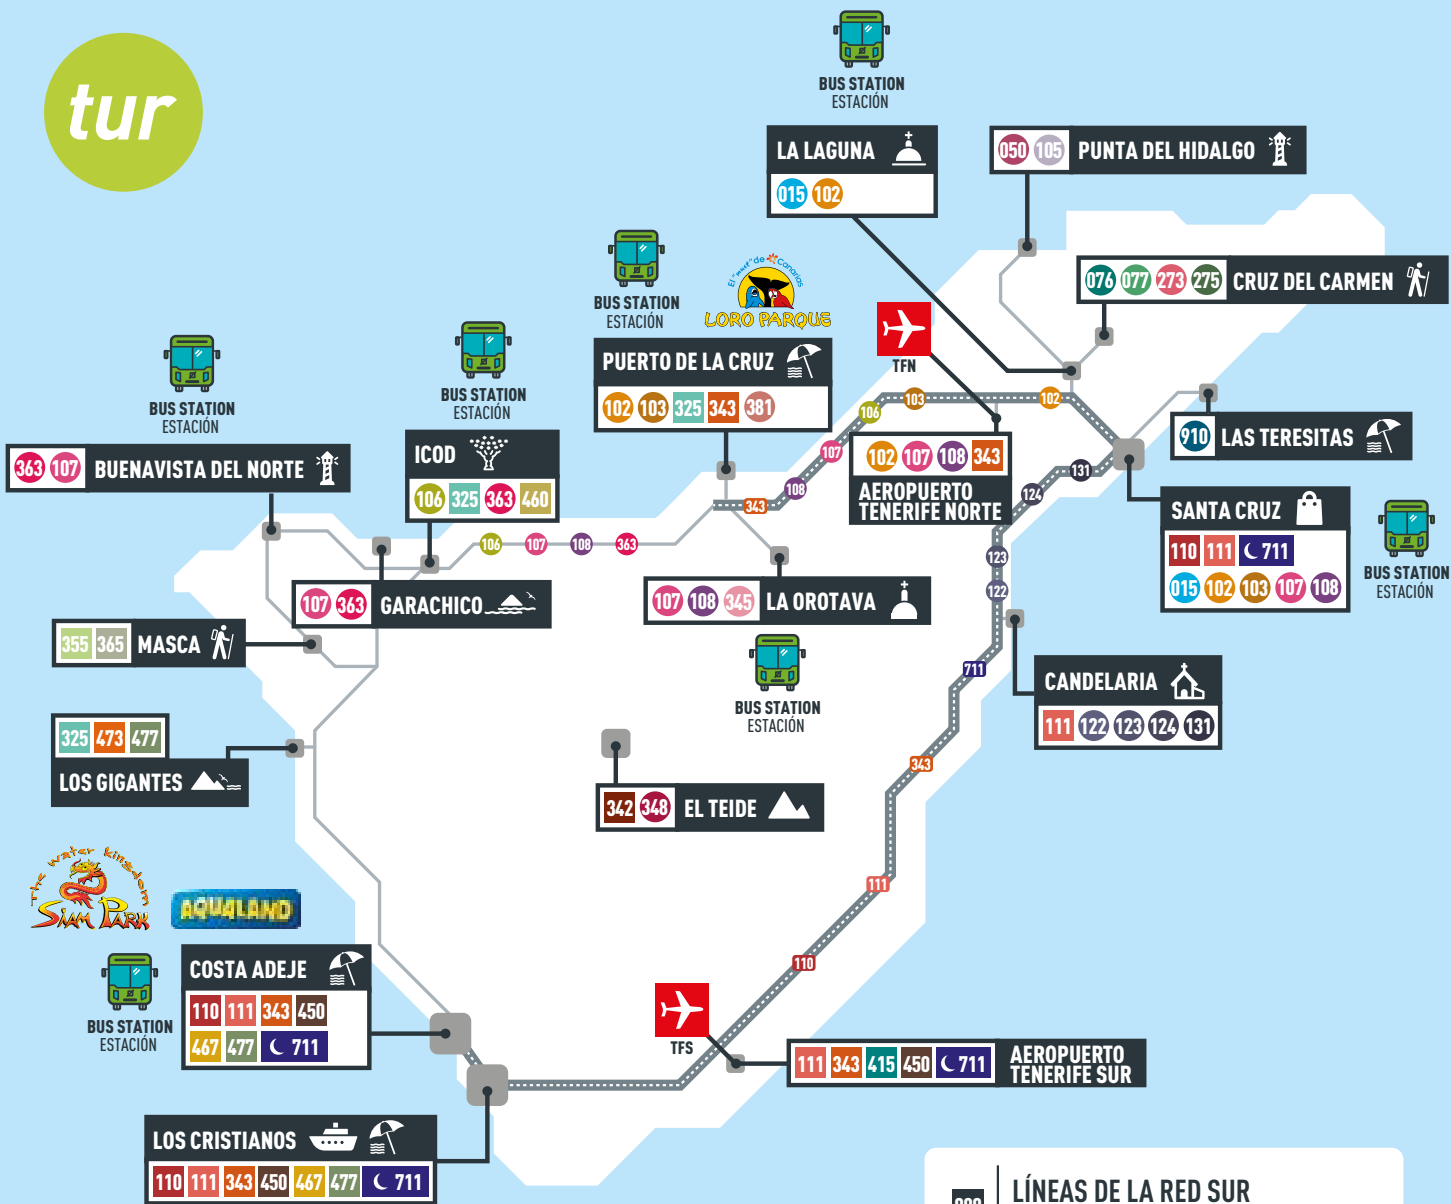 tur
BUS STATION
ESTACIÓN
LA LAGUNA
015 102
050 105 PUNTA DEL HIDALGO
BUS STATION
ESTACIÓN
El "must" de Canarias
LORO PARQUE
076 077 273 275 CRUZ DEL CARMEN
TFN
PUERTO DE LA CRUZ
102 103 325 343 381
BUS STATION
ESTACIÓN
BUS STATION
ESTACIÓN
363 107 BUENAVISTA DEL NORTE
ICOD
106 325 363 460
106
103
102
107
108
343
102 107 108 343
AEROPUERTO
TENERIFE NORTE
910 LAS TERESITAS
131
124
123
122
SANTA CRUZ
110 111 711
015 102 103 107 108
BUS STATION
ESTACIÓN
106 107 108 363
107 363 GARACHICO
107 108 345 LA OROTAVA
BUS STATION
ESTACIÓN
355 365 MASCA
711
CANDELARIA
111 122 123 124 131
325 473 477
LOS GIGANTES
343
342 348 EL TEIDE
the water kingdom
SIAM PARK
AQUALAND
111
110
BUS STATION
ESTACIÓN
COSTA ADEJE
110 111 343 450
467 477 711
TFS
111 343 415 450 711
AEROPUERTO
TENERIFE SUR
LOS CRISTIANOS
110 111 343 450 467 477 711
LÍNEAS DE LA RED SUR